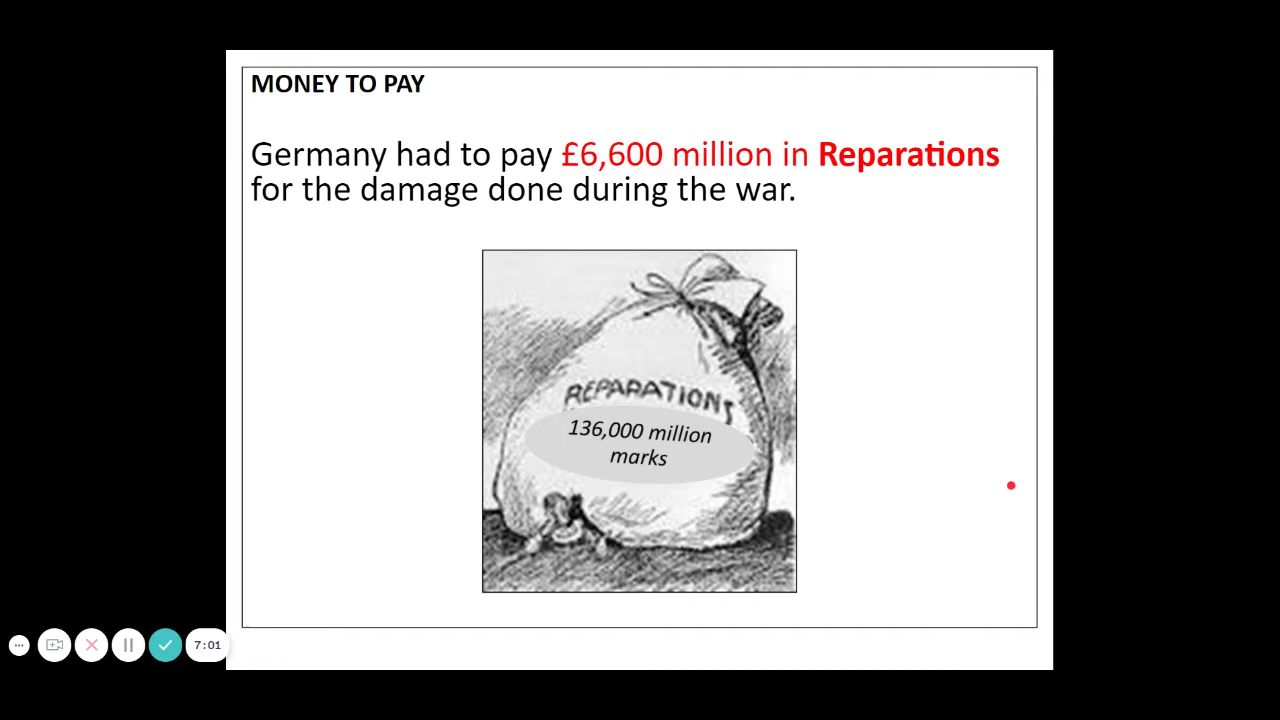 MONEY TO PAY
Germany had to pay £6,600 million in Reparations
for the damage done during the war.
REPARATIONS
136,000 million
marks
7:01